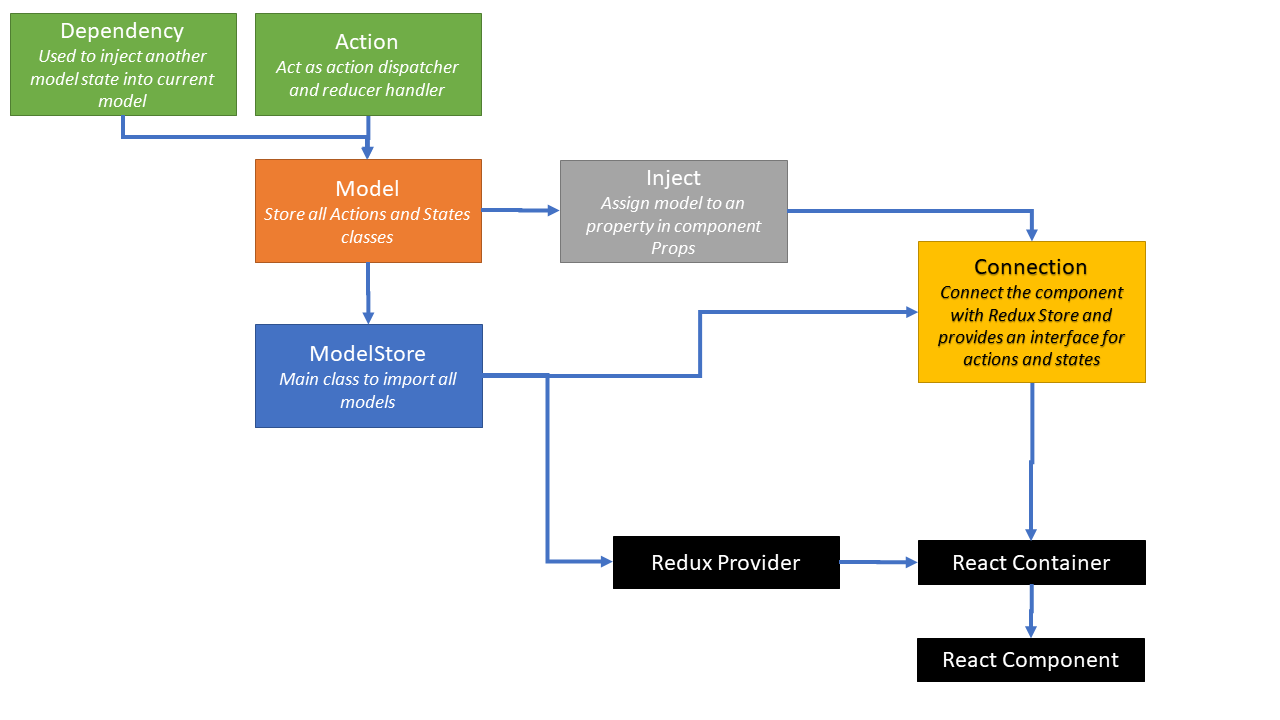 Dependency
Used to inject another
model state into current
model
Action
Act as action dispatcher
and reducer handler
Model
Store all Actions and States
classes
Inject
Assign model to an
property in component
Props
Connection
Connect the component
with Redux Store and
provides an interface for
actions and states
ModelStore
Main class to import all
models
Redux Provider
React Container
React Component